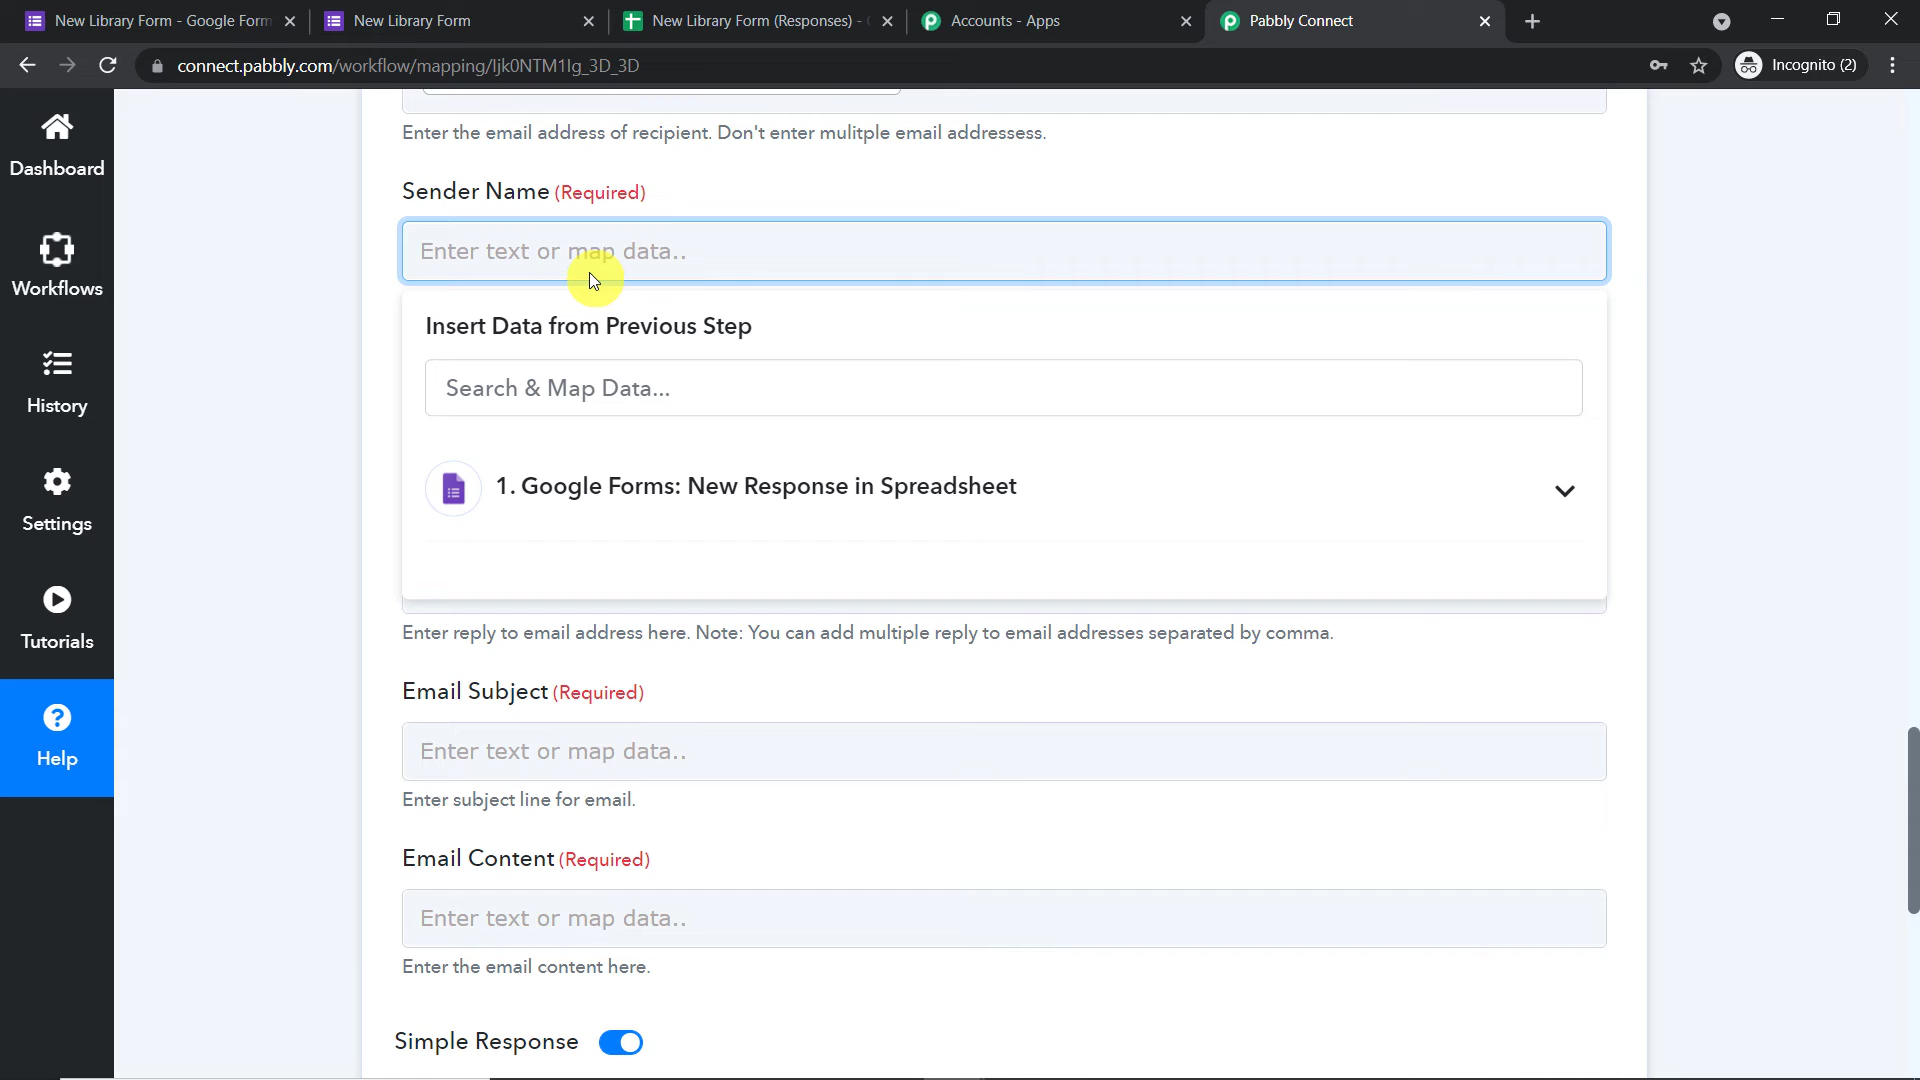 New Library Form - Google Form
New Library Form
New Library Form (Responses) -
Accounts - Apps
Pabbly Connect
connect.pabbly.com/workflow/mapping/Ijk0NTM1Ig_3D_3D
Incognito (2)
Dashboard
Workflows
History
Settings
Tutorials
Help
Enter the email address of recipient. Don't enter mulitple email addressess.
Sender Name (Required)
Enter text or map data..
Insert Data from Previous Step
Search & Map Data...
1. Google Forms: New Response in Spreadsheet
Enter reply to email address here. Note: You can add multiple reply to email addresses separated by comma.
Email Subject (Required)
Enter text or map data..
Enter subject line for email.
Email Content (Required)
Enter text or map data..
Enter the email content here.
Simple Response